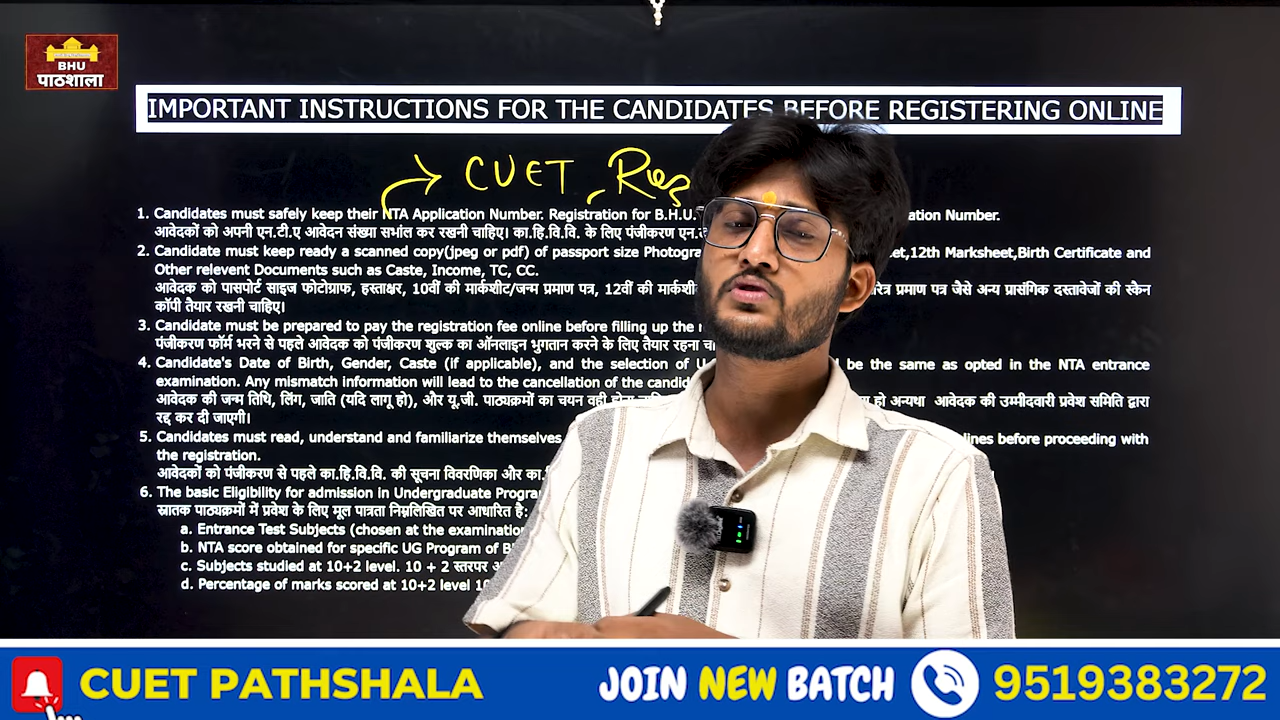 BHU
पाठशाला
IMPORTANT INSTRUCTIONS FOR THE CANDIDATES BEFORE REGISTERING ONLINE
CUET Reg
1. Candidates must safely keep their NTA Application Number. Registration for B.H.U. ation Number.
आवेदकों को अपनी एन.टी.ए आवेदन संख्या सभांल कर रखनी चाहिए। का.हि.वि.वि. के लिए पंजीकरण
2. Candidate must keep ready a scanned copy(jpeg or pdf) of passport size Photogra et,12th Marksheet,Birth Certificate and
Other relevent Documents such as Caste, Income, TC, CC.
आवेदक को पासपोर्ट साइज फोटोग्राफ, हस्ताक्षर, 10वीं की मार्कशीट/जन्म प्रमाण पत्र, 12वीं की प्रमाण पत्र जैसे अन्य प्रासंगिक दस्तावेजों की स्कैन
कॉपी तैयार रखनी चाहिए।
3. Candidate must be prepared to pay the registration fee online before filling up the
पंजीकरण फॉर्म भरने से पहले आवेदक को पंजीकरण शुल्क का ऑनलाइन भुगतान करने के लिए तैयार रहना
4. Candidate's Date of Birth, Gender, Caste (if applicable), and the selection of be the same as opted in the NTA entrance
examination. Any mismatch information will lead to the cancellation of the candid
आवेदक की जन्म तिथि, लिंग, जाति (यदि लागू हो), और यू.जी. पाठ्यक्रमों का चयन वही हो अन्यथा आवेदक की उम्मीदवारी प्रवेश समिति द्वारा
रद्द कर दी जाएगी।
5. Candidates must read, understand and familiarize themselves lines before proceeding with
the registration.
आवेदकों को पंजीकरण से पहले का.हि.वि.वि. की सूचना विवरणिका और का.
6. The basic Eligibility for admission in Undergraduate Progra
स्नातक पाठ्यक्रमों में प्रवेश के लिए मूल पात्रता निम्नलिखित पर आधारित है:
a. Entrance Test Subjects (chosen at the examination
b. NTA score obtained for specific UG Program of B
c. Subjects studied at 10+2 level. 10 + 2 स्तरपर
d. Percentage of marks scored at 10+2 level 10
CUET PATHSHALA JOIN NEW BATCH 9519383272